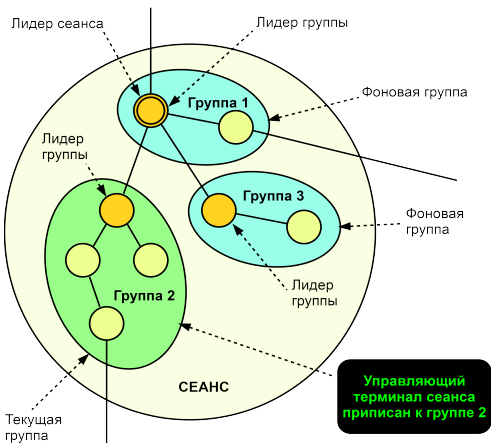 Лидер сеанса
Лидер группы
Группа 1
Фоновая группа
Лидер
группы
Группа 3
Фоновая
группа
Группа 2
Лидер
группы
СЕАНС
Управляющий
терминал сеанса
приписан к группе 2
Текущая
группа